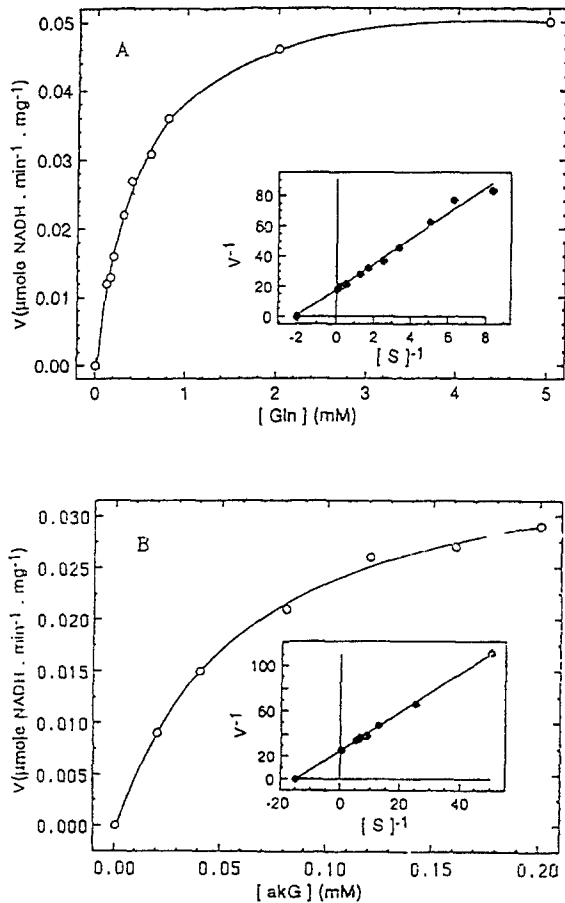 A
V(μmole NADH . min⁻¹ . mg⁻¹)
0.05
0.04
0.03
0.02
0.01
0.00
0 1 2 3 4 5
[ Gln ] (mM)
V⁻¹
80
60
40
20
0
-2 0 2 4 6 8
[ S ]⁻¹
B
V(μmole NADH . min⁻¹ . mg⁻¹)
0.030
0.025
0.020
0.015
0.010
0.005
0.000
0.00 0.05 0.10 0.15 0.20
[ akG ] (mM)
V⁻¹
100
60
40
20
0
-20 0 20 40
[ S ]⁻¹